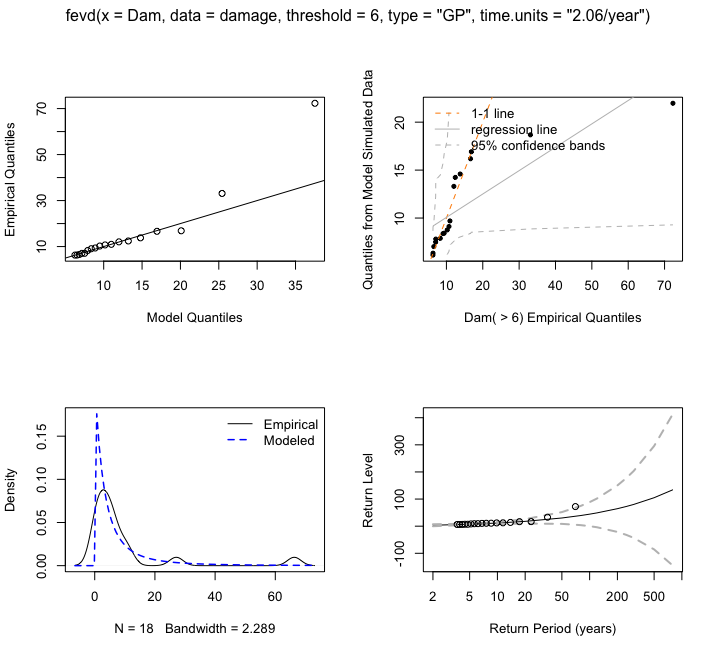 fevd(x = Dam, data = damage, threshold = 6, type = "GP", time.units = "2.06/year")
Empirical Quantiles
70
50
30
10
10 15 20 25 30 35
Model Quantiles
Quantiles from Model Simulated Data
20
15
10
1-1 line
regression line
95% confidence bands
10 20 30 40 50 60 70
Dam( > 6) Empirical Quantiles
Density
0.15
0.10
0.05
0.00
Empirical
Modeled
0 20 40 60
N = 18 Bandwidth = 2.289
Return Level
300
100
-100
2 5 10 20 50 200 500
Return Period (years)